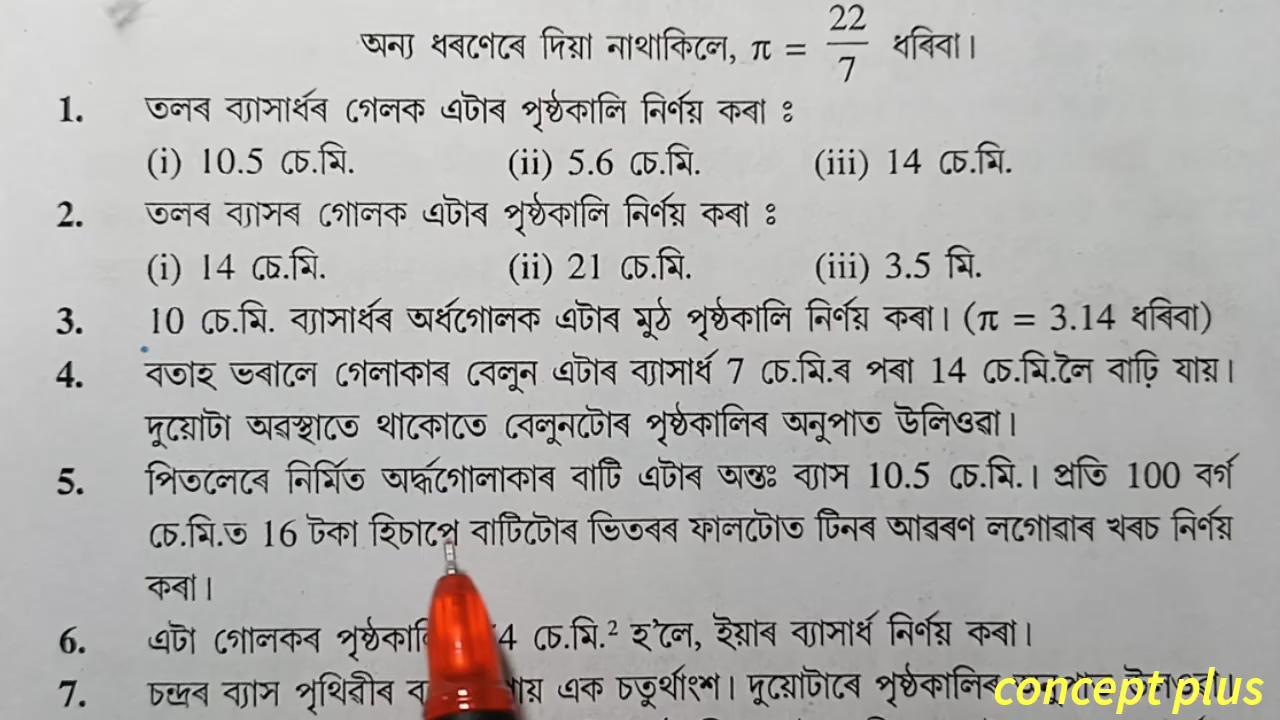 অন্য ধৰণেৰে দিয়া নাথাকিলে, π = 22/7 ধৰিবা।
1. তলৰ ব্যাসাৰ্ধৰ গেলক এটাৰ পৃষ্ঠকালি নিৰ্ণয় কৰা ঃ
(i) 10.5 চে.মি. (ii) 5.6 চে.মি. (iii) 14 চে.মি.
2. তলৰ ব্যাসৰ গোলক এটাৰ পৃষ্ঠকালি নিৰ্ণয় কৰা ঃ
(i) 14 চে.মি. (ii) 21 চে.মি. (iii) 3.5 মি.
3. 10 চে.মি. ব্যাসাৰ্ধৰ অৰ্ধগোলক এটাৰ মুঠ পৃষ্ঠকালি নিৰ্ণয় কৰা। (π = 3.14 ধৰিবা)
4. বতাহ ভৰালে গেলাকাৰ বেলুন এটাৰ ব্যাসাৰ্ধ 7 চে.মি.ৰ পৰা 14 চে.মি.লৈ বাঢ়ি যায়।
দুয়োটা অৱস্থাতে থাকোতে বেলুনটোৰ পৃষ্ঠকালিৰ অনুপাত উলিওৱা।
5. পিতলেৰে নিৰ্মিত অৰ্দ্ধগোলাকাৰ বাটি এটাৰ অন্তঃ ব্যাস 10.5 চে.মি.। প্ৰতি 100 বৰ্গ
চে.মি.ত 16 টকা হিচাপে বাটিটোৰ ভিতৰৰ ফালটোত টিনৰ আৱৰণ লগোৱাৰ খৰচ নিৰ্ণয়
কৰা।
6. এটা গোলকৰ 4 চে.মি.² হ'লে, ইয়াৰ ব্যাসাৰ্ধ নিৰ্ণয় কৰা।
7. চন্দ্ৰৰ ব্যাস পৃথিৱীৰ এক চতুৰ্থাংশ। দুয়োটাৰে পৃষ্ঠকালিৰ
concept plus